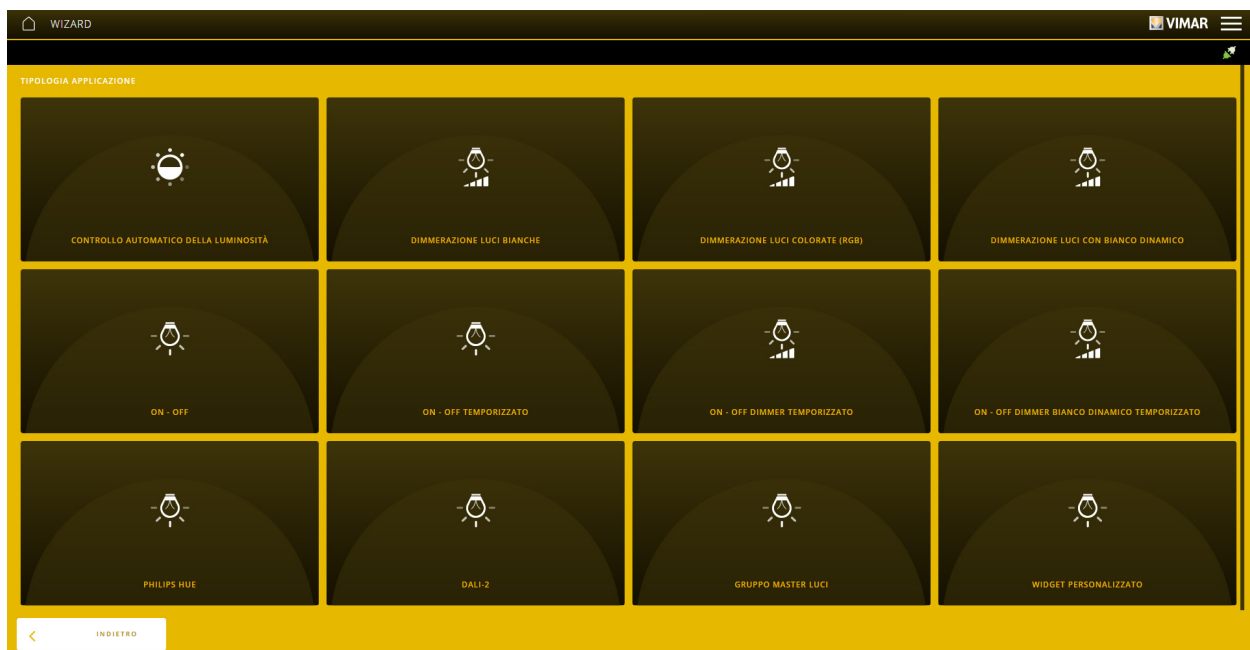 WIZARD
VIMAR
TIPOLOGIA APPLICAZIONE
CONTROLLO AUTOMATICO DELLA LUMINOSITÀ
DIMMERAZIONE LUCI BIANCHE
DIMMERAZIONE LUCI COLORATE (RGB)
DIMMERAZIONE LUCI CON BIANCO DINAMICO
ON - OFF
ON - OFF TEMPORIZZATO
ON - OFF DIMMER TEMPORIZZATO
ON - OFF DIMMER BIANCO DINAMICO TEMPORIZZATO
PHILIPS HUE
DALI-2
GRUPPO MASTER LUCI
WIDGET PERSONALIZZATO
INDIETRO